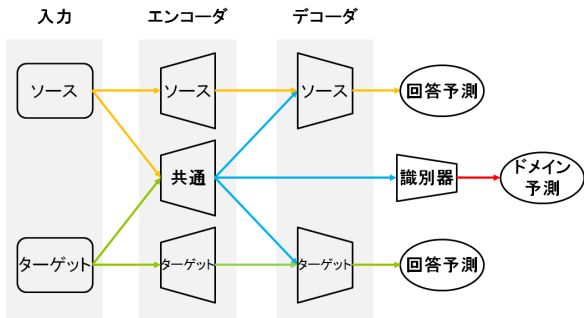 入力
エンコーダ
デコーダ
ソース
ソース
ソース
回答予測
共通
識別器
ドメイン
予測
ターゲット
ターゲット
ターゲット
回答予測